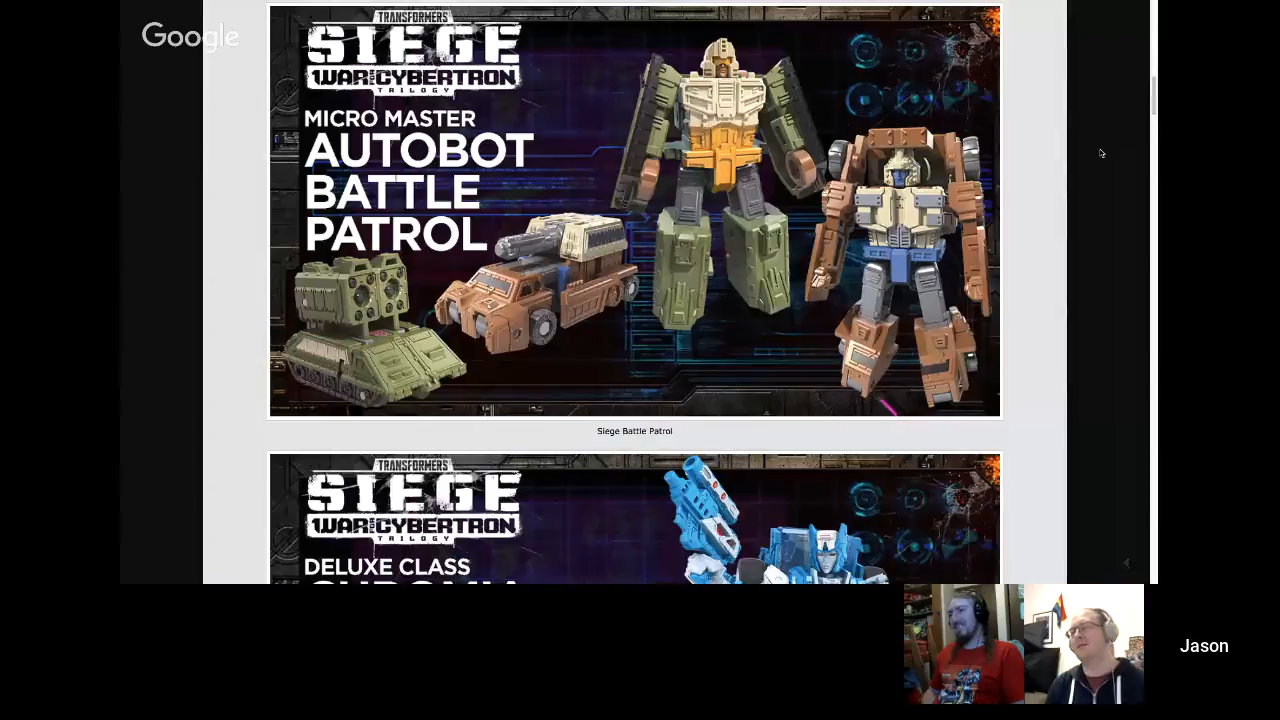 Google
TRANSFORMERS
SIEGE
WAR FOR CYBERTRON
TRILOGY
MICRO MASTER
AUTOBOT
BATTLE
PATROL
Siege Battle Patrol
TRANSFORMERS
SIEGE
WAR FOR CYBERTRON
TRILOGY
DELUXE CLASS
CHROMIA
Jason